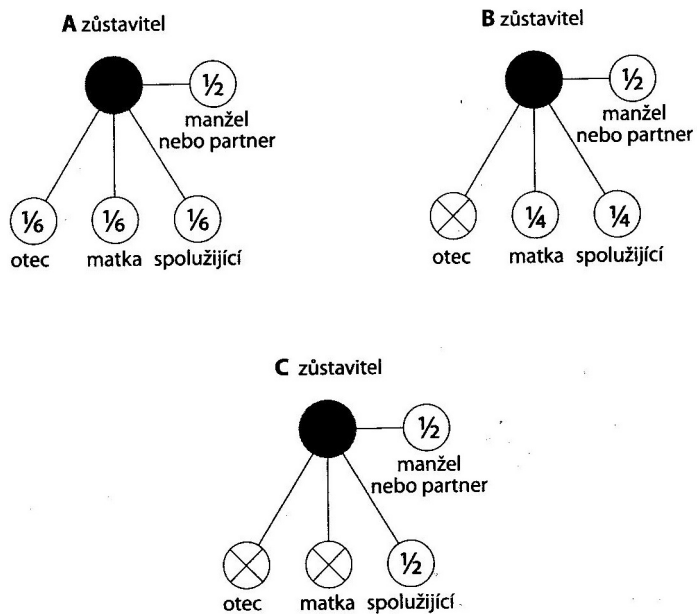 A zůstavitel
½
manžel
nebo partner
⅙ ⅙ ⅙
otec matka spolužijící
B zůstavitel
½
manžel
nebo partner
¼ ¼
otec matka spolužijící
C zůstavitel
½
manžel
nebo partner
½
otec matka spolužijící